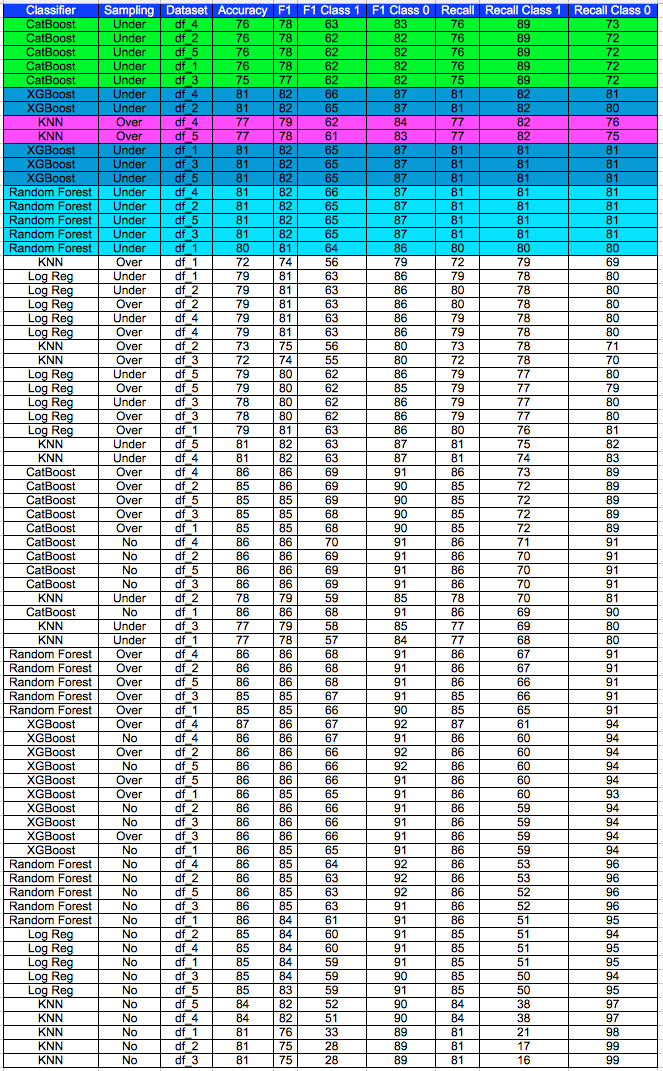 Classifier Sampling Dataset Accuracy F1 F1 Class 1 F1 Class 0 Recall Recall Class 1 Recall Class 0
CatBoost Under df_4 76 78 63 83 76 89 73
CatBoost Under df_2 76 78 62 82 76 89 72
CatBoost Under df_5 76 78 62 82 76 89 72
CatBoost Under df_1 76 78 62 82 76 89 72
CatBoost Under df_3 75 77 62 82 75 89 72
XGBoost Under df_4 81 82 66 87 81 82 81
XGBoost Under df_2 81 82 65 87 81 82 80
KNN Over df_4 77 79 62 84 77 82 76
KNN Over df_5 77 78 61 83 77 82 75
XGBoost Under df_1 81 82 65 87 81 81 81
XGBoost Under df_3 81 82 65 87 81 81 81
XGBoost Under df_5 81 82 65 87 81 81 81
Random Forest Under df_4 81 82 66 87 81 81 81
Random Forest Under df_2 81 82 65 87 81 81 81
Random Forest Under df_5 81 82 65 87 81 81 81
Random Forest Under df_3 81 82 65 87 81 81 81
Random Forest Under df_1 80 81 64 86 80 80 80
KNN Over df_1 72 74 56 79 72 79 69
Log Reg Under df_1 79 81 63 86 79 78 80
Log Reg Under df_2 79 81 63 86 80 78 80
Log Reg Over df_2 79 81 63 86 79 78 80
Log Reg Under df_4 79 81 63 86 79 78 80
Log Reg Over df_4 79 81 63 86 79 78 80
KNN Over df_2 73 75 56 80 73 78 71
KNN Over df_3 72 74 55 80 72 78 70
Log Reg Under df_5 79 80 62 86 79 77 80
Log Reg Over df_5 79 80 62 85 79 77 79
Log Reg Under df_3 78 80 62 86 79 77 80
Log Reg Over df_3 78 80 62 86 79 77 80
Log Reg Over df_1 79 81 63 86 80 76 81
KNN Under df_5 81 82 63 87 81 75 82
KNN Under df_4 81 82 63 87 81 74 83
CatBoost Over df_4 86 86 69 91 86 73 89
CatBoost Over df_2 85 86 69 90 85 72 89
CatBoost Over df_5 85 85 69 90 85 72 89
CatBoost Over df_3 85 85 68 90 85 72 89
CatBoost Over df_1 85 85 68 90 85 72 89
CatBoost No df_4 86 86 70 91 86 71 91
CatBoost No df_2 86 86 69 91 86 70 91
CatBoost No df_5 86 86 69 91 86 70 91
CatBoost No df_3 86 86 69 91 86 70 91
KNN Under df_2 78 79 59 85 78 70 81
CatBoost No df_1 86 86 68 91 86 69 90
KNN Under df_3 77 79 58 85 77 69 80
KNN Under df_1 77 78 57 84 77 68 80
Random Forest Over df_4 86 86 68 91 86 67 91
Random Forest Over df_2 86 86 68 91 86 67 91
Random Forest Over df_5 86 86 68 91 86 66 91
Random Forest Over df_3 85 85 67 91 85 66 91
Random Forest Over df_1 85 85 66 90 85 65 91
XGBoost Over df_4 87 86 67 92 87 61 94
XGBoost No df_4 86 86 67 91 86 60 94
XGBoost Over df_2 86 86 66 92 86 60 94
XGBoost No df_5 86 86 66 92 86 60 94
XGBoost Over df_5 86 86 66 91 86 60 94
XGBoost Over df_1 86 85 65 91 86 60 93
XGBoost No df_2 86 86 66 91 86 59 94
XGBoost No df_3 86 86 66 91 86 59 94
XGBoost Over df_3 86 86 66 91 86 59 94
XGBoost No df_1 86 85 65 91 86 59 94
Random Forest No df_4 86 85 64 92 86 53 96
Random Forest No df_2 86 85 63 92 86 53 96
Random Forest No df_5 86 85 63 92 86 52 96
Random Forest No df_3 86 85 63 91 86 52 96
Random Forest No df_1 86 84 61 91 86 51 95
Log Reg No df_2 85 84 60 91 85 51 94
Log Reg No df_4 85 84 60 91 85 51 95
Log Reg No df_1 85 84 59 91 85 51 95
Log Reg No df_3 85 84 59 90 85 50 94
Log Reg No df_5 85 83 59 91 85 50 95
KNN No df_5 84 82 52 90 84 38 97
KNN No df_4 84 82 51 90 84 38 97
KNN No df_1 81 76 33 89 81 21 98
KNN No df_2 81 75 28 89 81 17 99
KNN No df_3 81 75 28 89 81 16 99